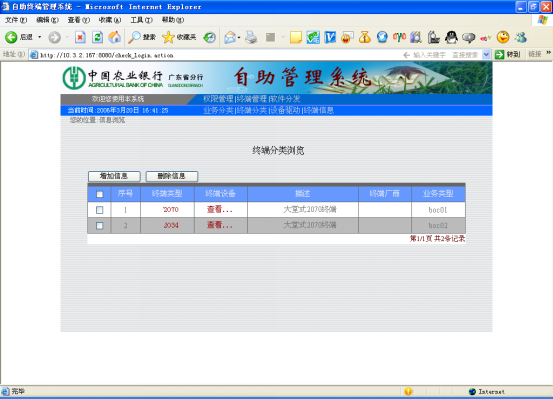 自助终端管理系统 - Microsoft Internet Explorer
文件(F) 编辑(E) 查看(V) 收藏(A) 工具(T) 帮助(H)
后退 搜索 收藏夹
地址(D) http://10.3.2.167:8080/check_login.action 输入关键字 直接搜索 转到 链接 »
中国农业银行 广东省分行 自助管理系统
AGRICULTURAL BANK OF CHINA GUANGDONG BRANCH
欢迎您使用本系统 权限管理|终端管理|软件分发
当前时间:2006年3月20日 16:41:25 业务分类|终端分类|设备驱动|终端信息
您的位置:信息浏览
终端分类浏览
增加信息 删除信息
序号 终端类型 终端设备 描述 终端厂商 业务类型
1 2070 查看... 大堂式2070终端 boc01
2 2034 查看... 大堂式2070终端 boc02
第1/1页 共2条记录
完毕 Internet